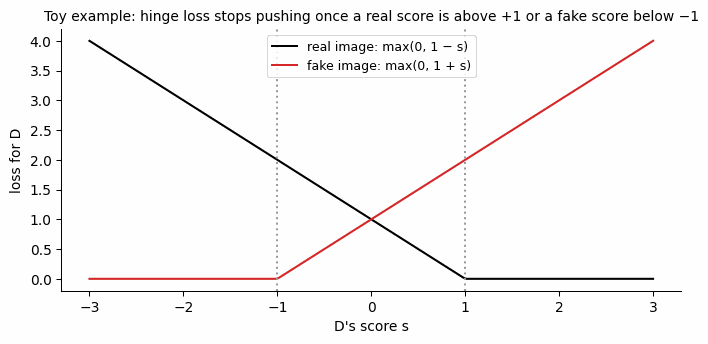 Toy example: hinge loss stops pushing once a real score is above +1 or a fake score below −1
real image: max(0, 1 − s)
fake image: max(0, 1 + s)
loss for D
4.0
3.5
3.0
2.5
2.0
1.5
1.0
0.5
0.0
−3 −2 −1 0 1 2 3
D's score s